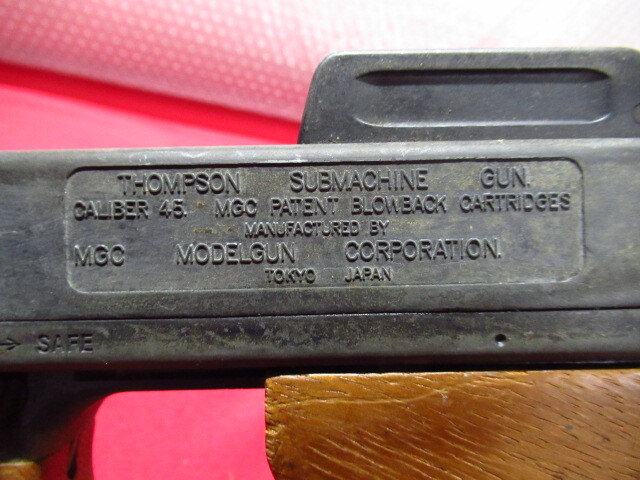 THOMPSON SUBMACHINE GUN.
CALIBER 45. MGC PATENT BLOWBACK CARTRIDGES
MANUFACTURED BY
MGC MODELGUN CORPORATION.
TOKYO JAPAN
→ SAFE